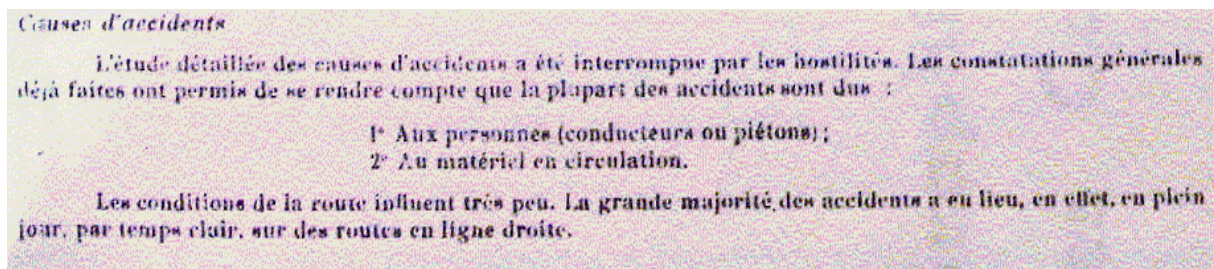 Causes d'accidents
L'étude détaillée des causes d'accidents a été interrompue par les hostilités. Les constatations générales
déjà faites ont permis de se rendre compte que la plupart des accidents sont dus :
1° Aux personnes (conducteurs ou piétons) ;
2° Au matériel en circulation.
Les conditions de la route influent très peu. La grande majorité des accidents a eu lieu, en effet, en plein
jour, par temps clair, sur des routes en ligne droite.